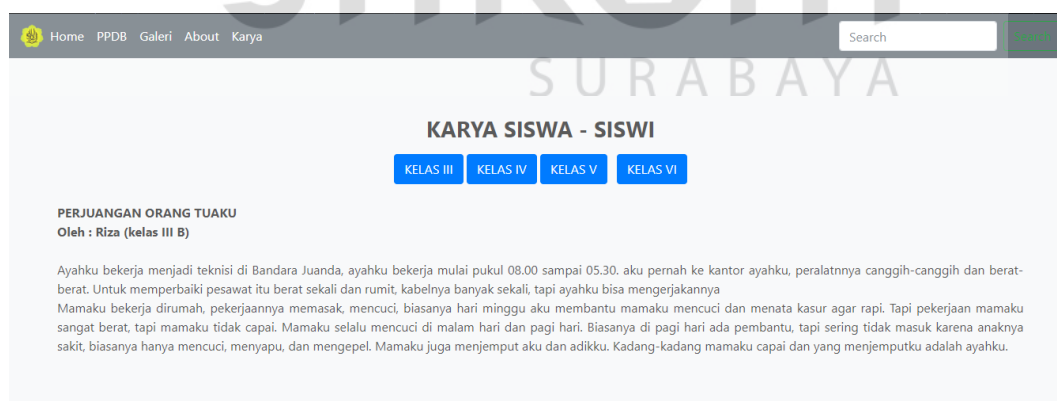 Home PPDB Galeri About Karya Search Search
SURABAYA
KARYA SISWA - SISWI
KELAS III KELAS IV KELAS V KELAS VI
PERJUANGAN ORANG TUAKU
Oleh : Riza (kelas III B)
Ayahku bekerja menjadi teknisi di Bandara Juanda, ayahku bekerja mulai pukul 08.00 sampai 05.30. aku pernah ke kantor ayahku, peralatnnya canggih-canggih dan berat-
berat. Untuk memperbaiki pesawat itu berat sekali dan rumit, kabelnya banyak sekali, tapi ayahku bisa mengerjakannya
Mamaku bekerja dirumah, pekerjaannya memasak, mencuci, biasanya hari minggu aku membantu mamaku mencuci dan menata kasur agar rapi. Tapi pekerjaan mamaku
sangat berat, tapi mamaku tidak capai. Mamaku selalu mencuci di malam hari dan pagi hari. Biasanya di pagi hari ada pembantu, tapi sering tidak masuk karena anaknya
sakit, biasanya hanya mencuci, menyapu, dan mengepel. Mamaku juga menjemput aku dan adikku. Kadang-kadang mamaku capai dan yang menjemputku adalah ayahku.